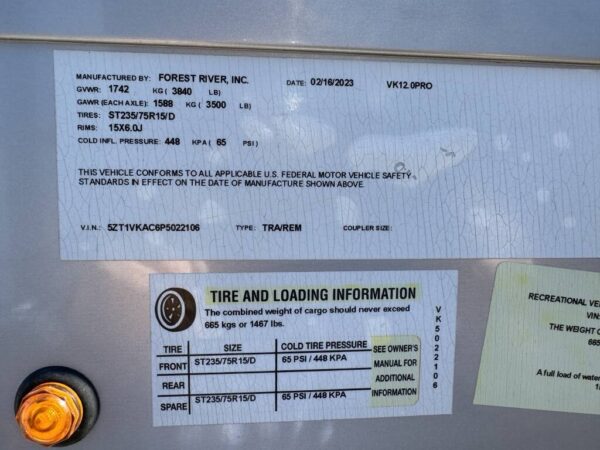 MANUFACTURED BY: FOREST RIVER, INC. DATE: 02/16/2023 VK12.0PRO
GVWR: 1742 KG ( 3840 LB)
GAWR (EACH AXLE): 1588 KG ( 3500 LB)
TIRES: ST235/75R15/D
RIMS: 15X6.0J
COLD INFL. PRESSURE: 448 KPA ( 65 PSI)
THIS VEHICLE CONFORMS TO ALL APPLICABLE U.S. FEDERAL MOTOR VEHICLE SAFETY
STANDARDS IN EFFECT ON THE DATE OF MANUFACTURE SHOWN ABOVE
V.I.N.: 5ZT1VKAC6P5022106 TYPE: TRA/REM COUPLER SIZE:
TIRE AND LOADING INFORMATION
The combined weight of cargo should never exceed
665 kgs or 1467 lbs.
TIRE SIZE COLD TIRE PRESSURE SEE OWNER'S
FRONT ST235/75R15/D 65 PSI / 448 KPA MANUAL FOR
REAR ADDITIONAL
SPARE ST235/75R15/D 65 PSI / 448 KPA INFORMATION
VK5022106
RECREATIONAL VE
VIN:
THE WEIGHT O
665
A full load of water